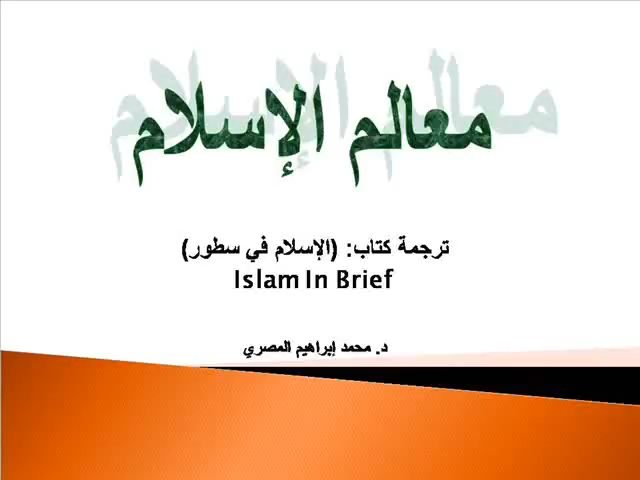 معالم الإسلام
ترجمة كتاب: (الإسلام في سطور)
Islam In Brief
د. محمد إبراهيم المصري